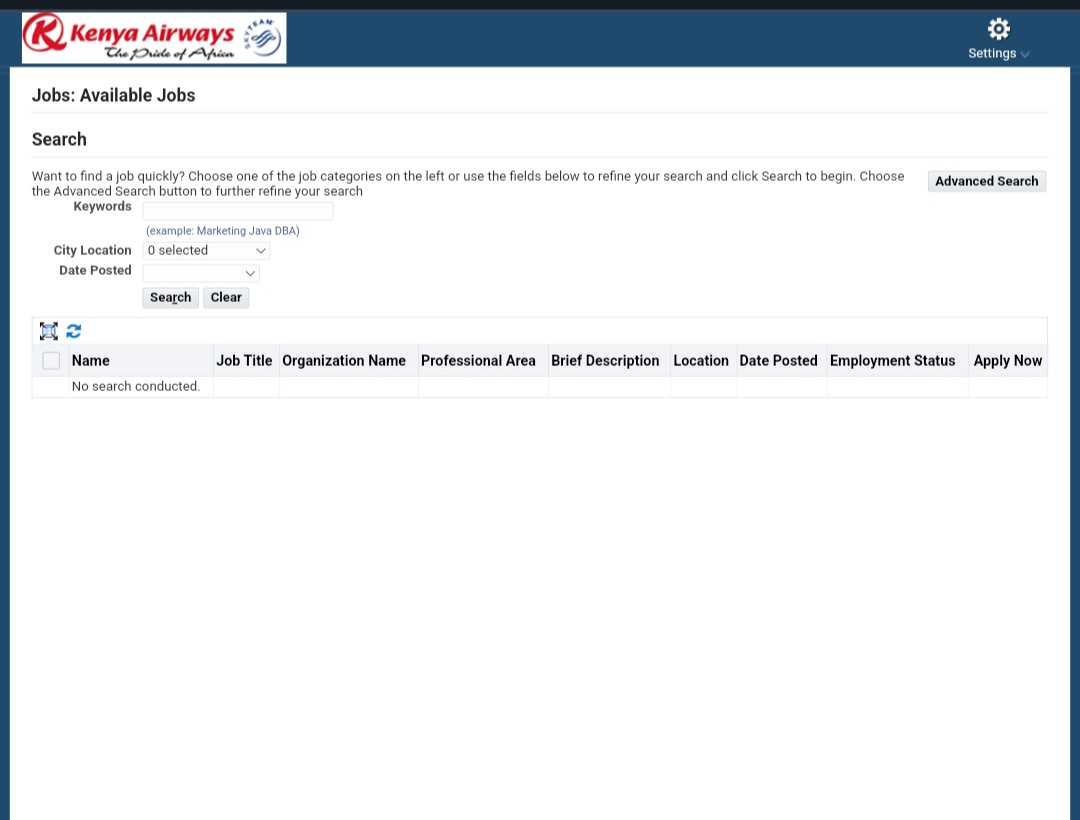 Kenya Airways
The Pride of Africa
SKYTEAM
Settings
Jobs: Available Jobs
Search
Want to find a job quickly? Choose one of the job categories on the left or use the fields below to refine your search and click Search to begin. Choose
the Advanced Search button to further refine your search
Advanced Search
Keywords
(example: Marketing Java DBA)
City Location 0 selected
Date Posted
Search Clear
Name Job Title Organization Name Professional Area Brief Description Location Date Posted Employment Status Apply Now
No search conducted.